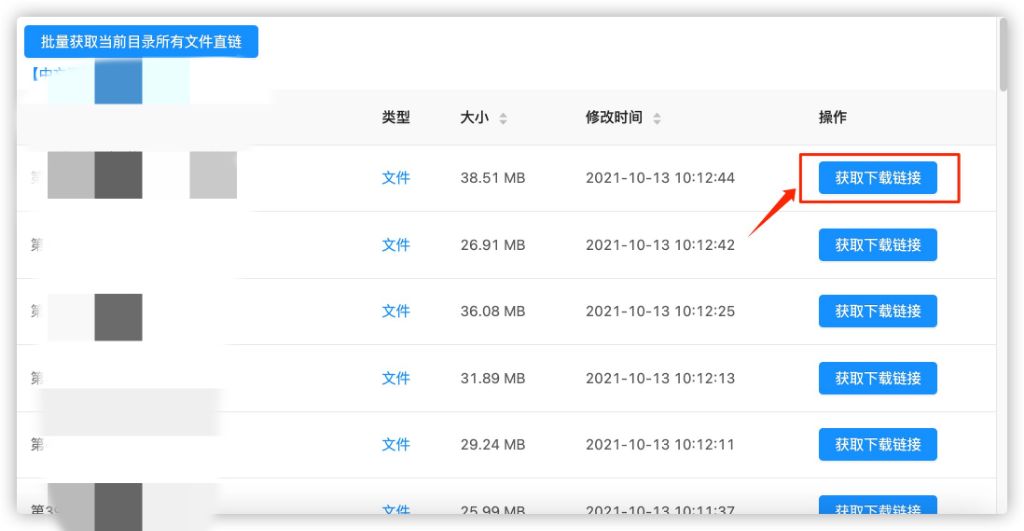 批量获取当前目录所有文件直链
【中文
类型 大小 修改时间 操作
第 文件 38.51 MB 2021-10-13 10:12:44 获取下载链接
第 文件 26.91 MB 2021-10-13 10:12:42 获取下载链接
第 文件 36.08 MB 2021-10-13 10:12:25 获取下载链接
第 文件 31.89 MB 2021-10-13 10:12:13 获取下载链接
第 文件 29.24 MB 2021-10-13 10:12:11 获取下载链接
第39 文件 25.99 MB 2021-10-13 10:11:37 获取下载链接